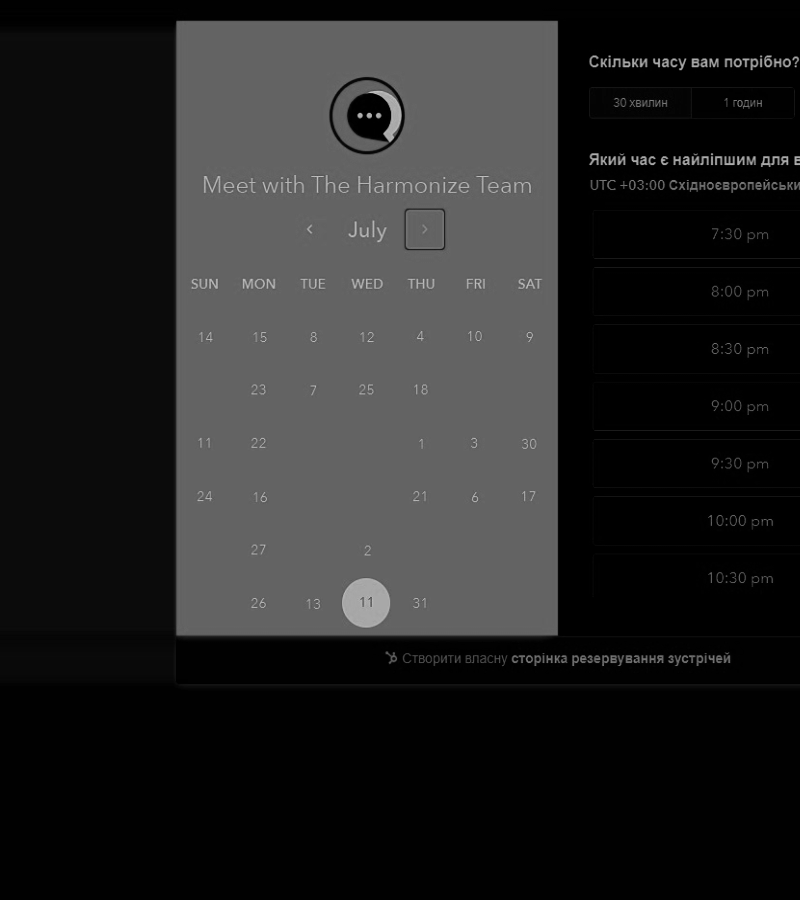 Meet with The Harmonize Team
July
SUN MON TUE WED THU FRI SAT
14 15 8 12 4 10 9
23 7 25 18
11 22 1 3 30
24 16 21 6 17
27 2
26 13 11 31
Скільки часу вам потрібно?
30 хвилин 1 годин
Який час є найліпшим для в
UTC +03:00 Східноєвропейськи
7:30 pm
8:00 pm
8:30 pm
9:00 pm
9:30 pm
10:00 pm
10:30 pm
Створити власну сторінка резервування зустрічей